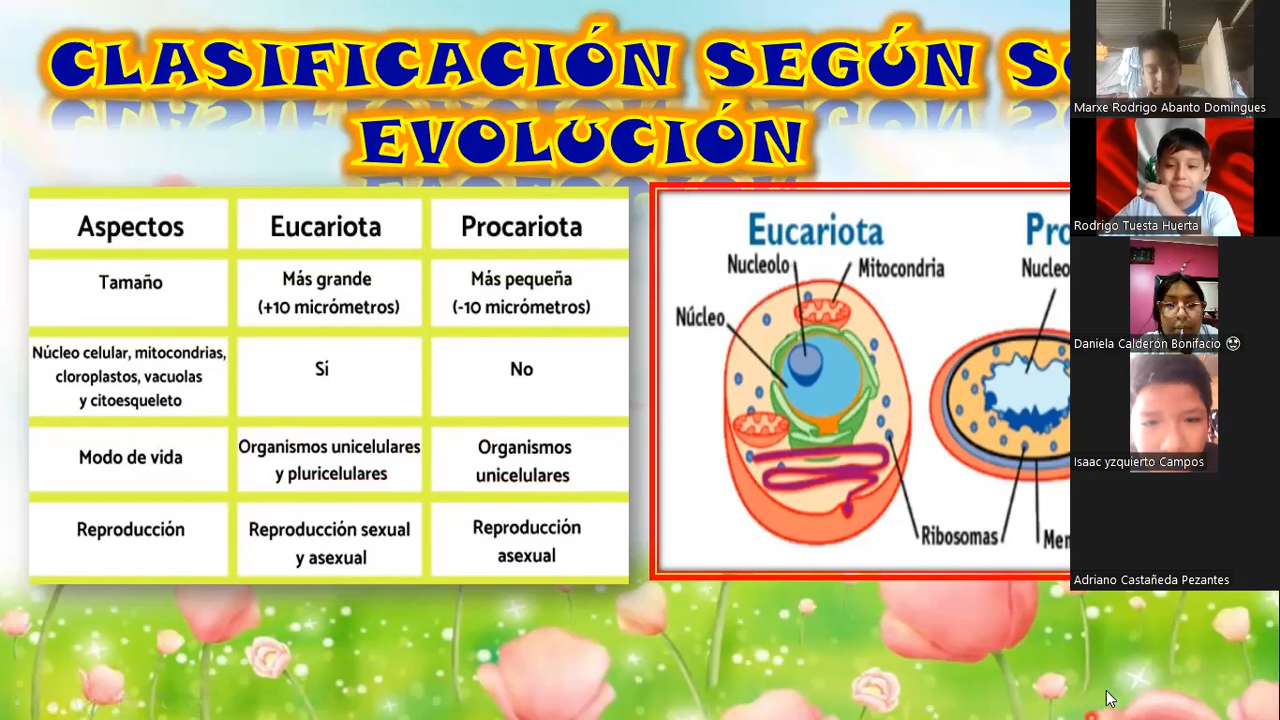 CLASIFICACIÓN SEGÚN
EVOLUCIÓN
Aspectos
Eucariota
Procariota
Tamaño
Más grande
(+10 micrómetros)
Más pequeña
(-10 micrómetros)
Núcleo celular, mitocondrias,
cloroplastos, vacuolas
y citoesqueleto
Sí
No
Modo de vida
Organismos unicelulares
y pluricelulares
Organismos
unicelulares
Reproducción
Reproducción sexual
y asexual
Reproducción
asexual
Eucariota
Nucleolo
Mitocondria
Núcleo
Ribosomas
Marxe Rodrigo Abanto Domingues
Rodrigo Tuesta Huerta
Daniela Calderón Bonifacio 😍
Isaac yzquierto Campos
Adriano Castañeda Pezantes